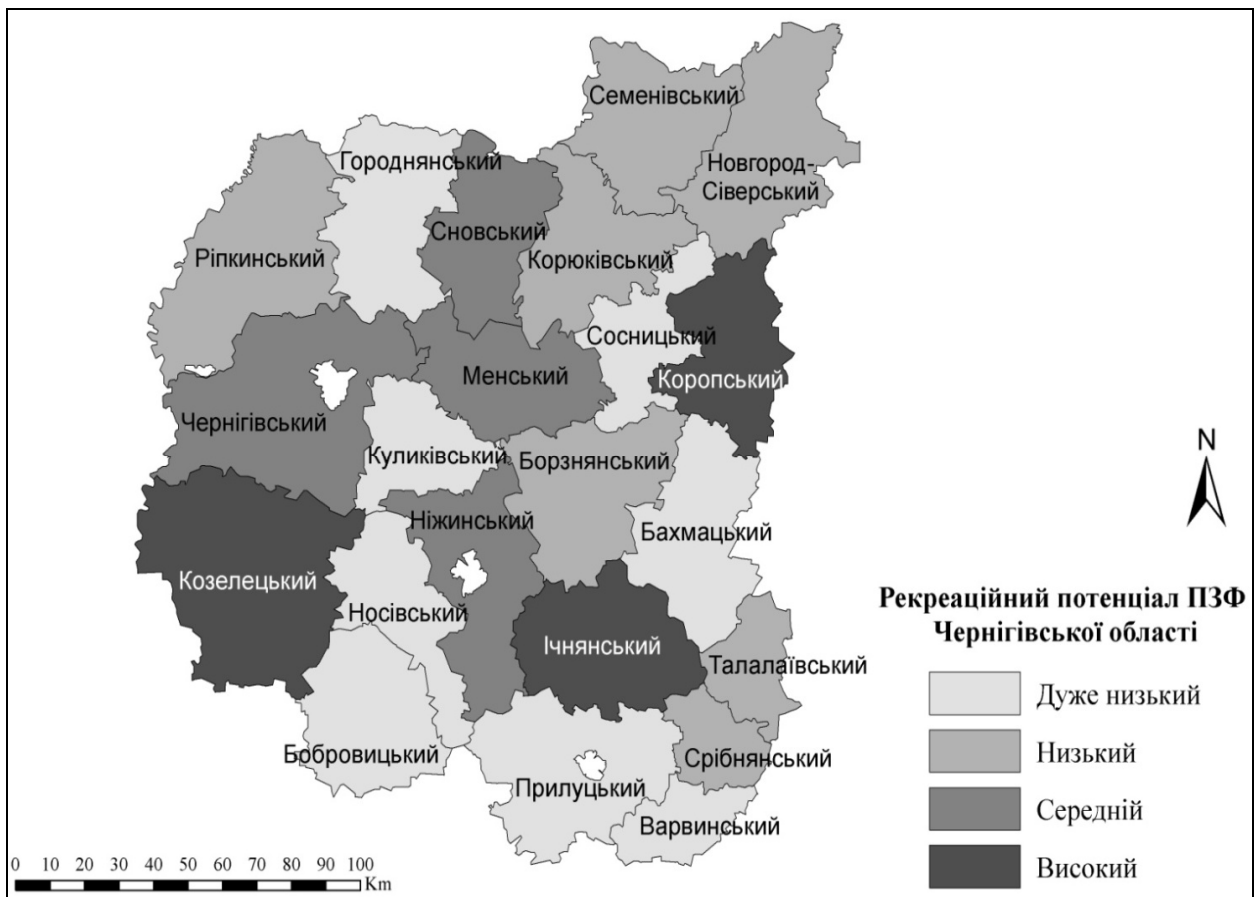 Семенівський
Новгород-
Сіверський
Городнянський
Сновський
Ріпкинський
Корюківський
Сосницький
Менський
Коропський
Чернігівський
Куликівський
Борзнянський
Ніжинський
Бахмацький
Козелецький
Носівський
Ічнянський
Талалаївський
Бобровицький
Срібнянський
Прилуцький
Варвинський
N
Рекреаційний потенціал ПЗФ
Чернігівської області
Дуже низький
Низький
Середній
Високий
0 10 20 30 40 50 60 70 80 90 100
Km